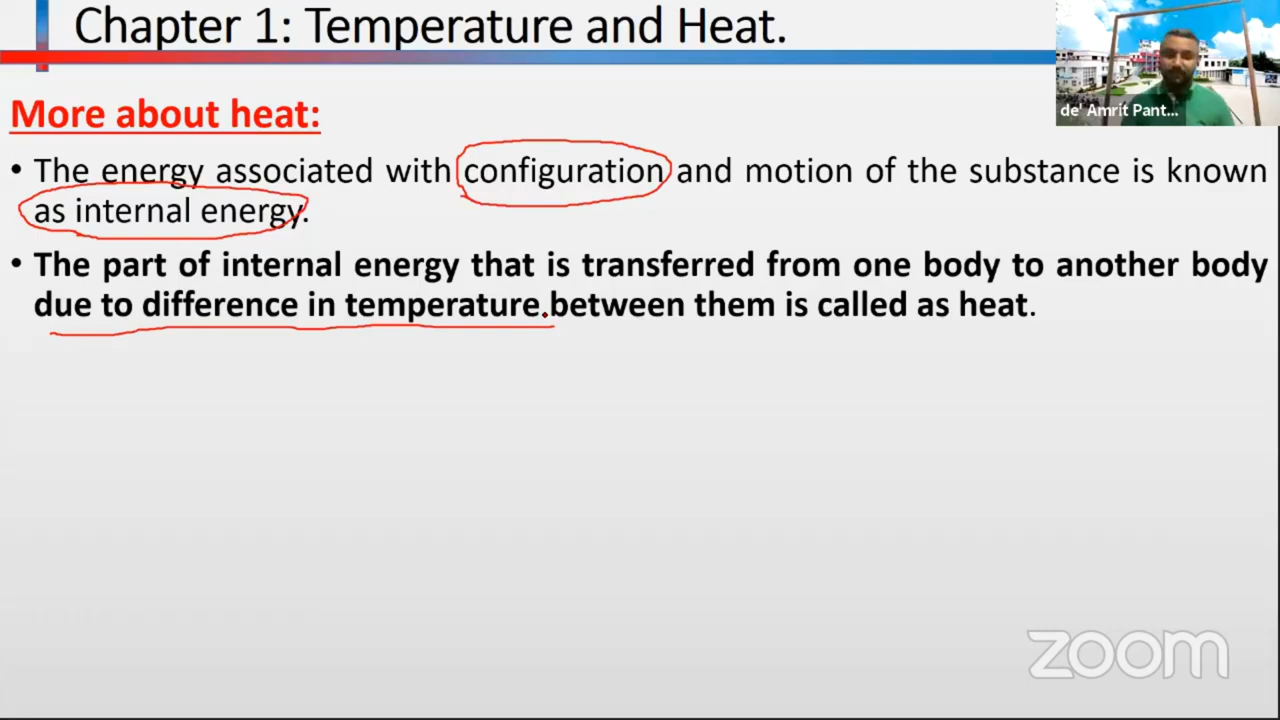 Chapter 1: Temperature and Heat.
de' Amrit Pant...
More about heat:
• The energy associated with configuration and motion of the substance is known
as internal energy.
• The part of internal energy that is transferred from one body to another body
due to difference in temperature between them is called as heat.
zoom